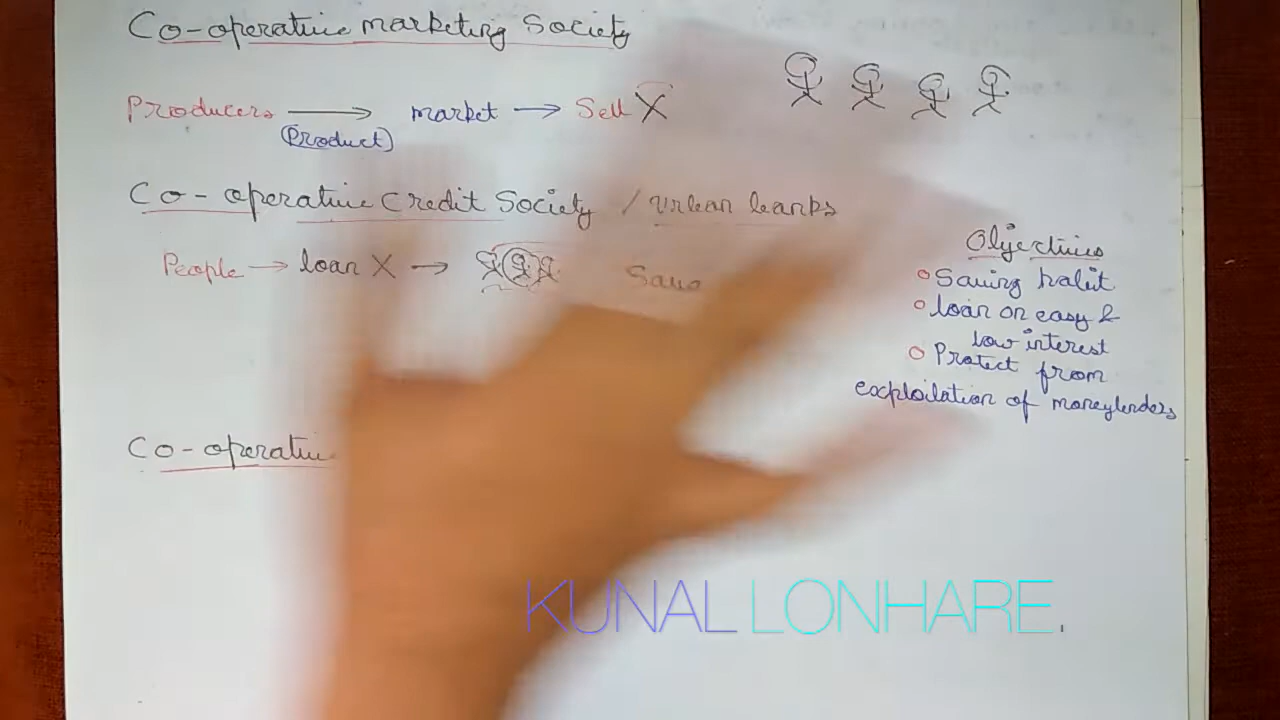 Co-operative marketing Society
Producers → market → Sell X
(Product)
Co-operative Credit Society / Urban banks
People → loan X →
Objectives
Saving habit
loan on easy &
low interest
Protect from
exploilation of moneylenders
Co-operative
KUNAL LONHARE.